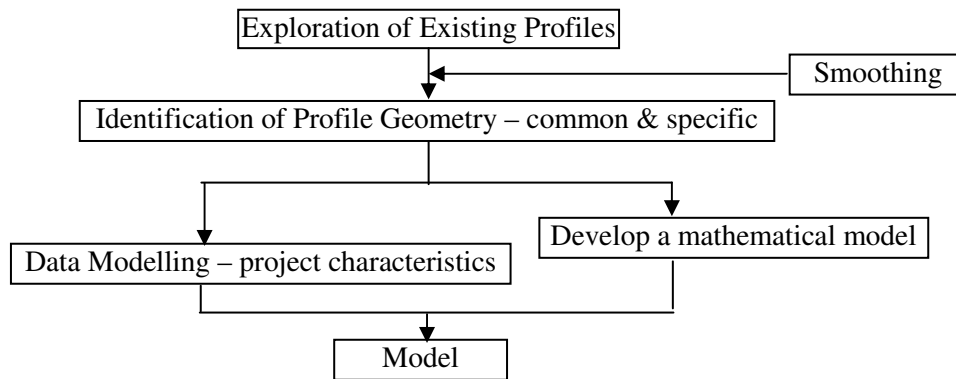 Exploration of Existing Profiles
Smoothing
Identification of Profile Geometry – common & specific
Develop a mathematical model
Data Modelling – project characteristics
Model